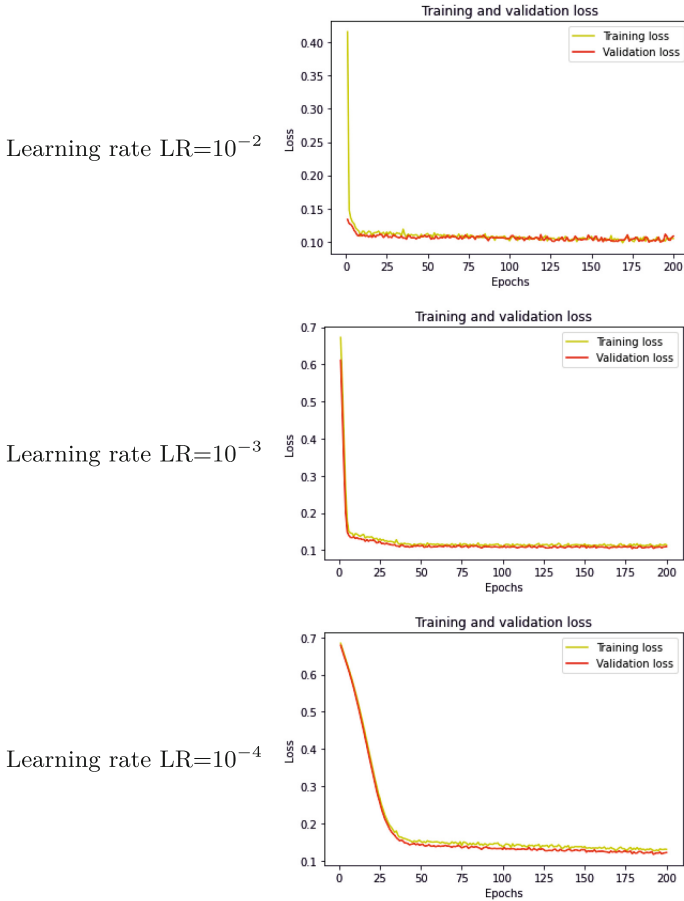 Training and validation loss
Training loss
Validation loss
0.40
0.35
0.30
0.25
0.20
0.15
0.10
Loss
0 25 50 75 100 125 150 175 200
Epochs
Learning rate LR=10⁻²
Training and validation loss
Training loss
Validation loss
0.7
0.6
0.5
0.4
0.3
0.2
0.1
Loss
0 25 50 75 100 125 150 175 200
Epochs
Learning rate LR=10⁻³
Training and validation loss
Training loss
Validation loss
0.7
0.6
0.5
0.4
0.3
0.2
0.1
Loss
0 25 50 75 100 125 150 175 200
Epochs
Learning rate LR=10⁻⁴